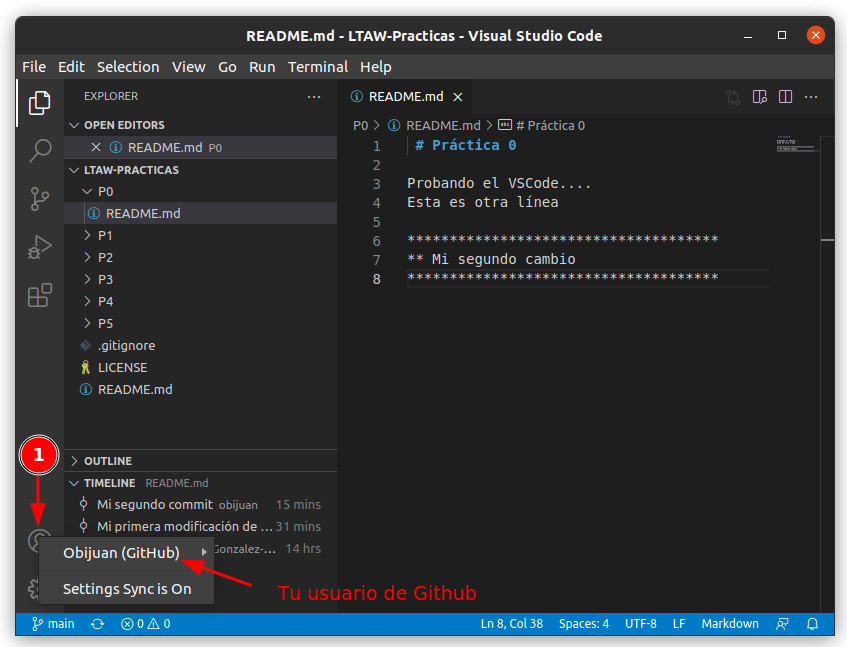 README.md - LTAW-Practicas - Visual Studio Code
File Edit Selection View Go Run Terminal Help
EXPLORER
OPEN EDITORS
README.md P0
LTAW-PRACTICAS
P0
README.md
P1
P2
P3
P4
P5
.gitignore
LICENSE
README.md
OUTLINE
TIMELINE README.md
Mi segundo commit obijuan 15 mins
Mi primera modificación de ... 31 mins
Gonzalez-... 14 hrs
1
Obijuan (GitHub)
Settings Sync is On
Tu usuario de Github
README.md
P0 > README.md > # Práctica 0
1 # Práctica 0
2
3 Probando el VSCode....
4 Esta es otra línea
5
6 *************************************
7 ** Mi segundo cambio
8 *************************************
main 0 0 Ln 8, Col 38 Spaces: 4 UTF-8 LF Markdown